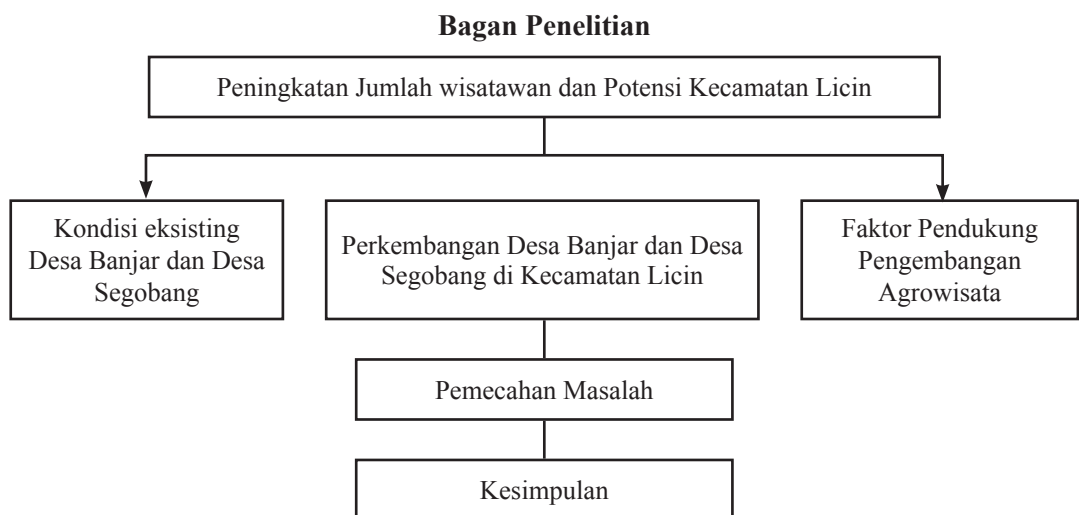 Bagan Penelitian
Peningkatan Jumlah wisatawan dan Potensi Kecamatan Licin
Kondisi eksisting
Desa Banjar dan Desa
Segobang
Perkembangan Desa Banjar dan Desa
Segobang di Kecamatan Licin
Faktor Pendukung
Pengembangan
Agrowisata
Pemecahan Masalah
Kesimpulan